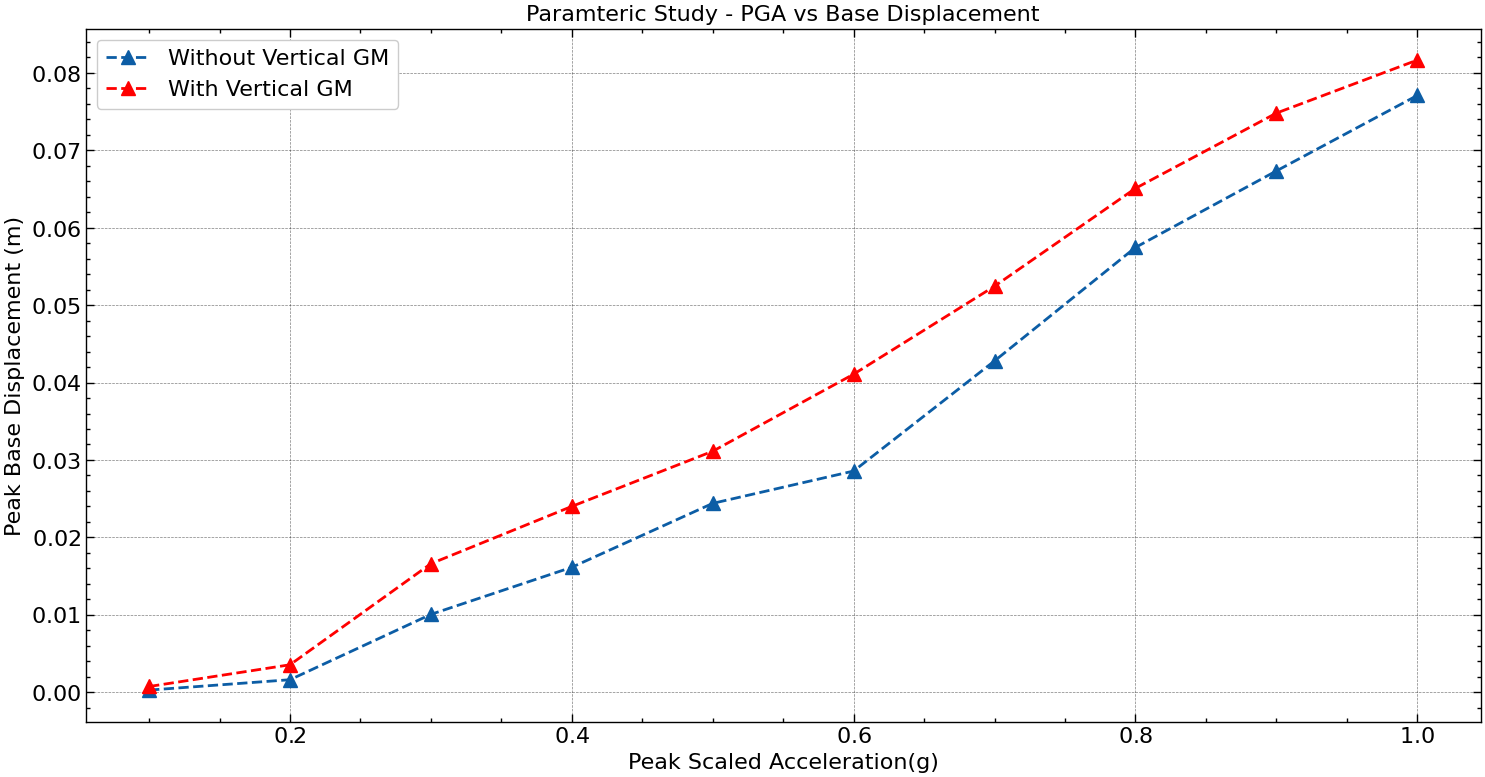 Paramteric Study - PGA vs Base Displacement
Without Vertical GM
With Vertical GM
Peak Base Displacement (m)
0.08
0.07
0.06
0.05
0.04
0.03
0.02
0.01
0.00
0.2 0.4 0.6 0.8 1.0
Peak Scaled Acceleration(g)